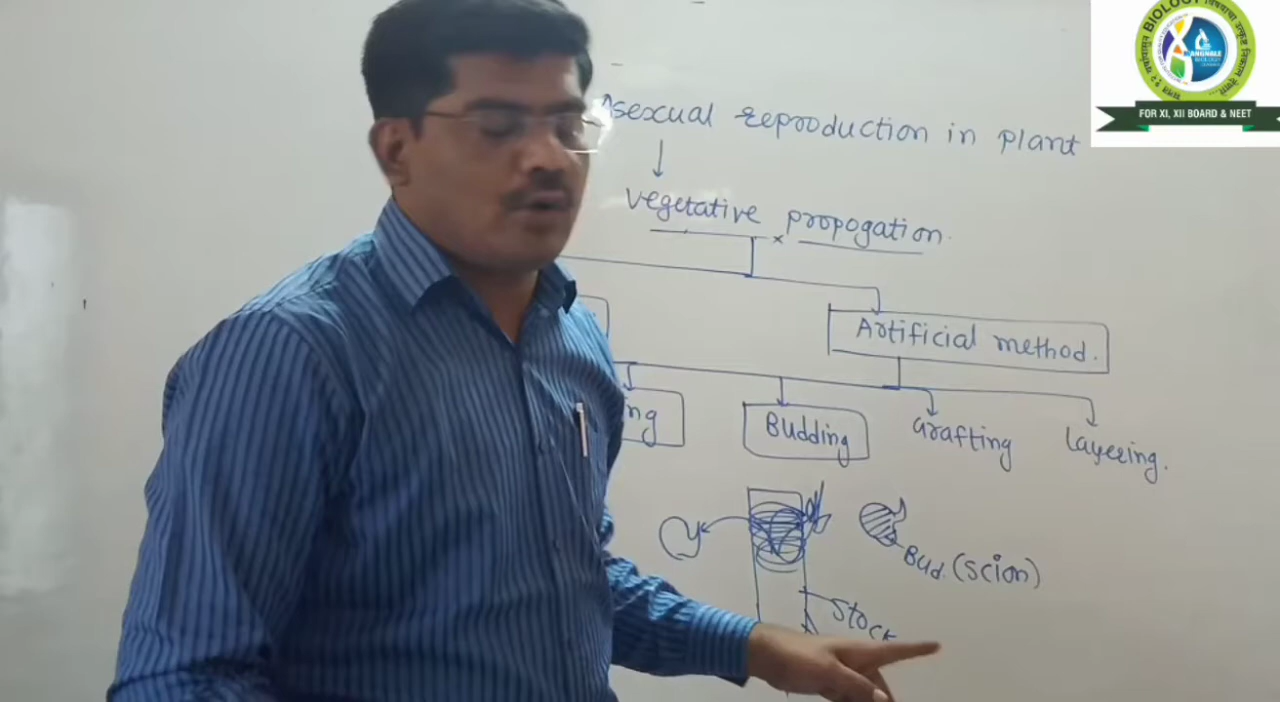 BIOLOGY
FOR XI, XII BOARD & NEET
Asexual reproduction in plant
vegetative propogation.
Artificial method.
ng
Budding
Grafting
Layering.
Bud. (scion)
Stock